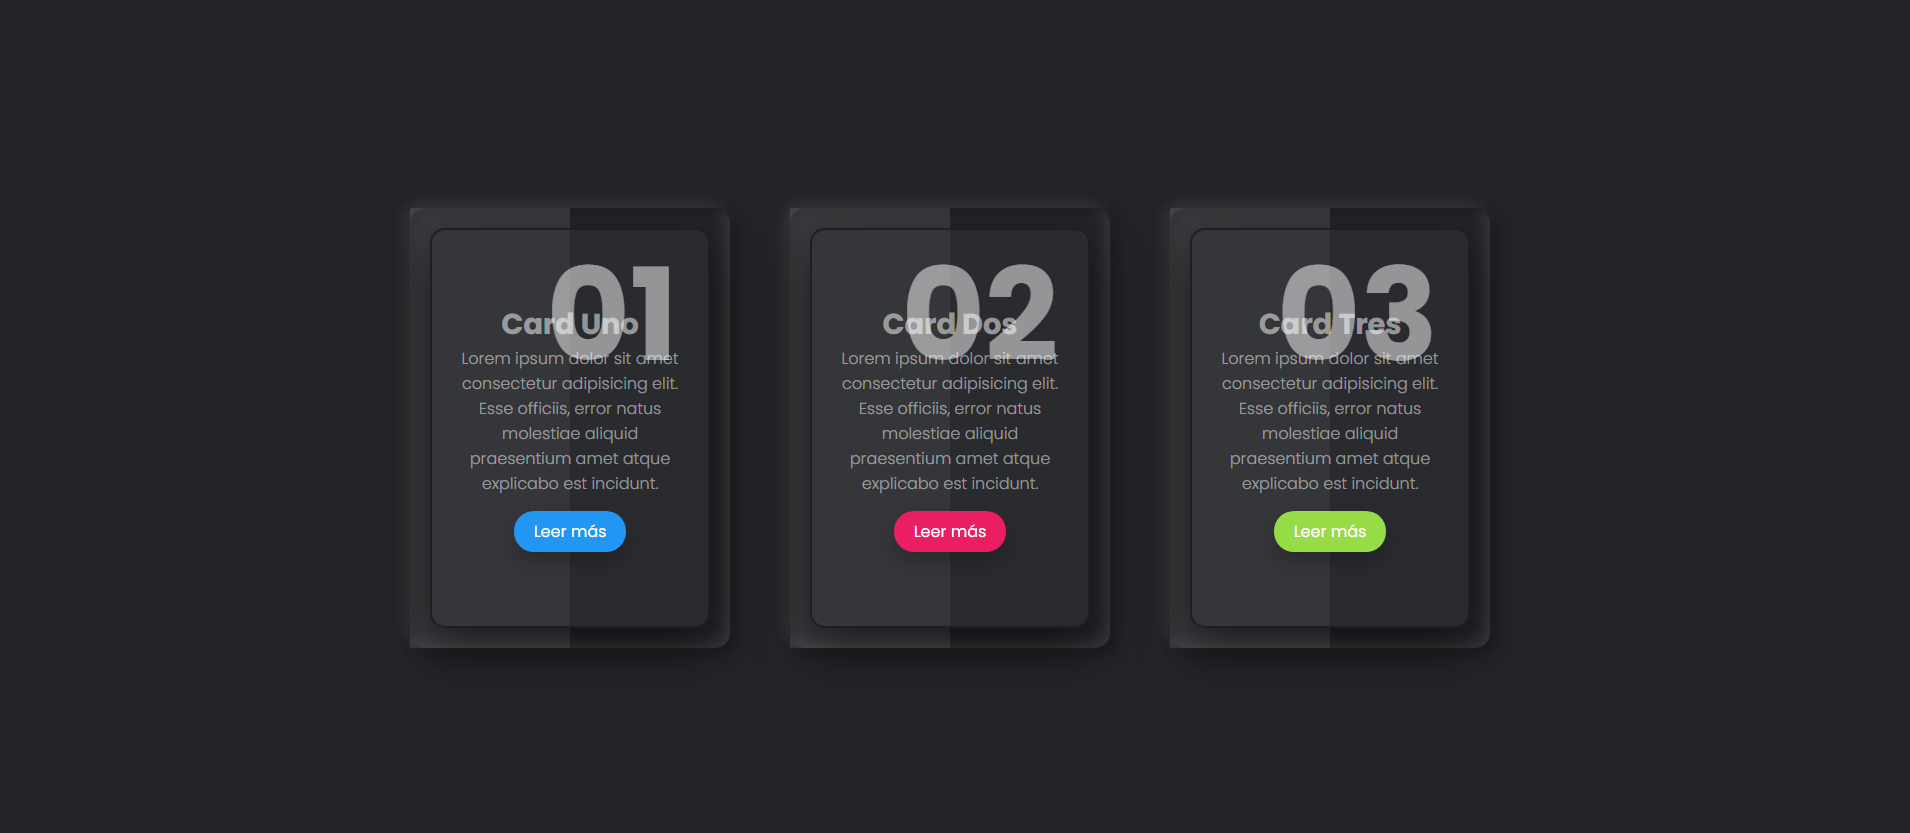 01
Card Uno
Lorem ipsum dolor sit amet
consectetur adipisicing elit.
Esse officiis, error natus
molestiae aliquid
praesentium amet atque
explicabo est incidunt.
Leer más
02
Card Dos
Lorem ipsum dolor sit amet
consectetur adipisicing elit.
Esse officiis, error natus
molestiae aliquid
praesentium amet atque
explicabo est incidunt.
Leer más
03
Card Tres
Lorem ipsum dolor sit amet
consectetur adipisicing elit.
Esse officiis, error natus
molestiae aliquid
praesentium amet atque
explicabo est incidunt.
Leer más